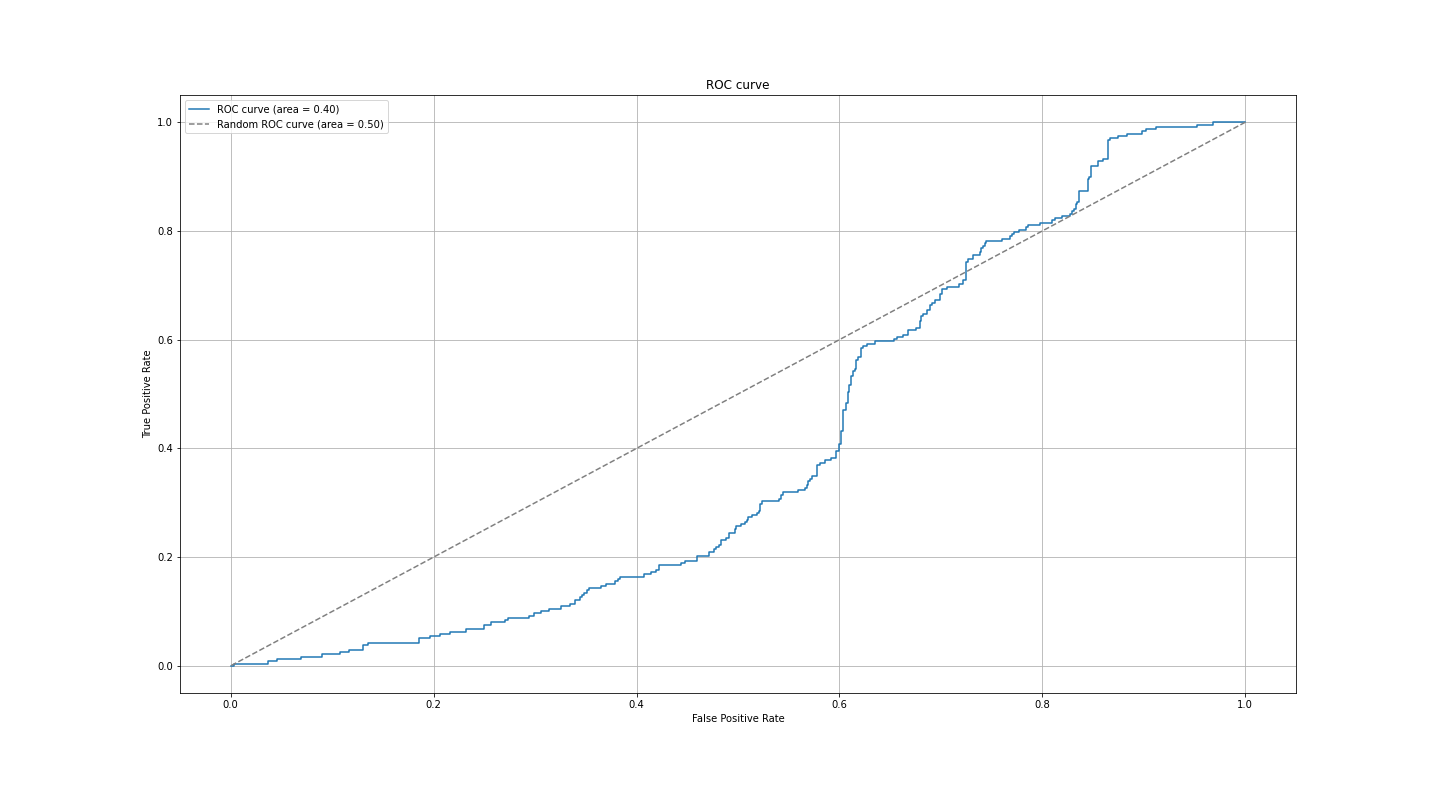 ROC curve
ROC curve (area = 0.40)
Random ROC curve (area = 0.50)
1.0
0.8
0.6
0.4
0.2
0.0
True Positive Rate
0.0 0.2 0.4 0.6 0.8 1.0
False Positive Rate